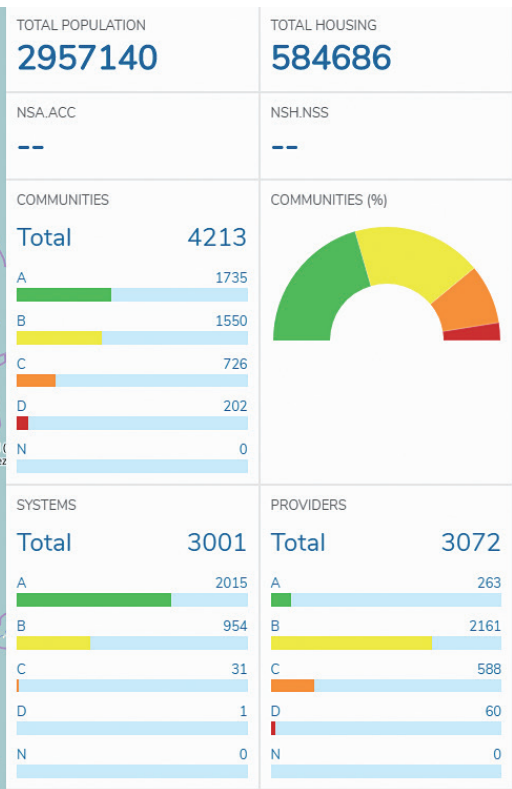 TOTAL POPULATION
2957140
TOTAL HOUSING
584686
NSA.ACC
--
NSH.NSS
--
COMMUNITIES
Total 4213
A 1735
B 1550
C 726
D 202
N 0
COMMUNITIES (%)
SYSTEMS
Total 3001
A 2015
B 954
C 31
D 1
N 0
PROVIDERS
Total 3072
A 263
B 2161
C 588
D 60
N 0